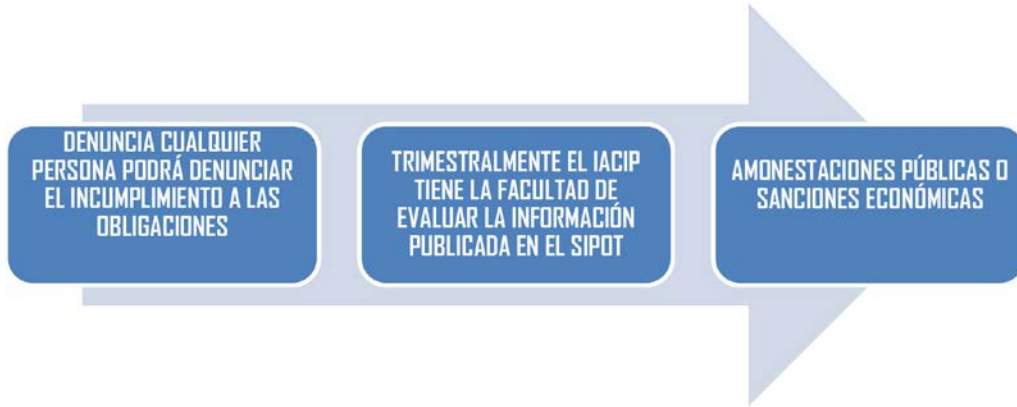 DENUNCIA CUALQUIER
PERSONA PODRÁ DENUNCIAR
EL INCUMPLIMIENTO A LAS
OBLIGACIONES
TRIMESTRALMENTE EL IACIP
TIENE LA FACULTAD DE
EVALUAR LA INFORMACIÓN
PUBLICADA EN EL SIPOT
AMONESTACIONES PÚBLICAS O
SANCIONES ECONÓMICAS